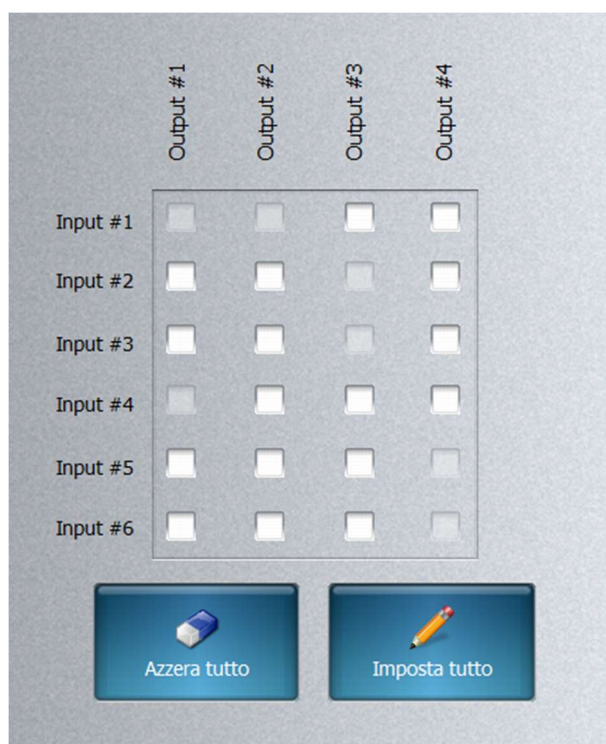 Output #1
Output #2
Output #3
Output #4
Input #1
Input #2
Input #3
Input #4
Input #5
Input #6
Azzera tutto
Imposta tutto